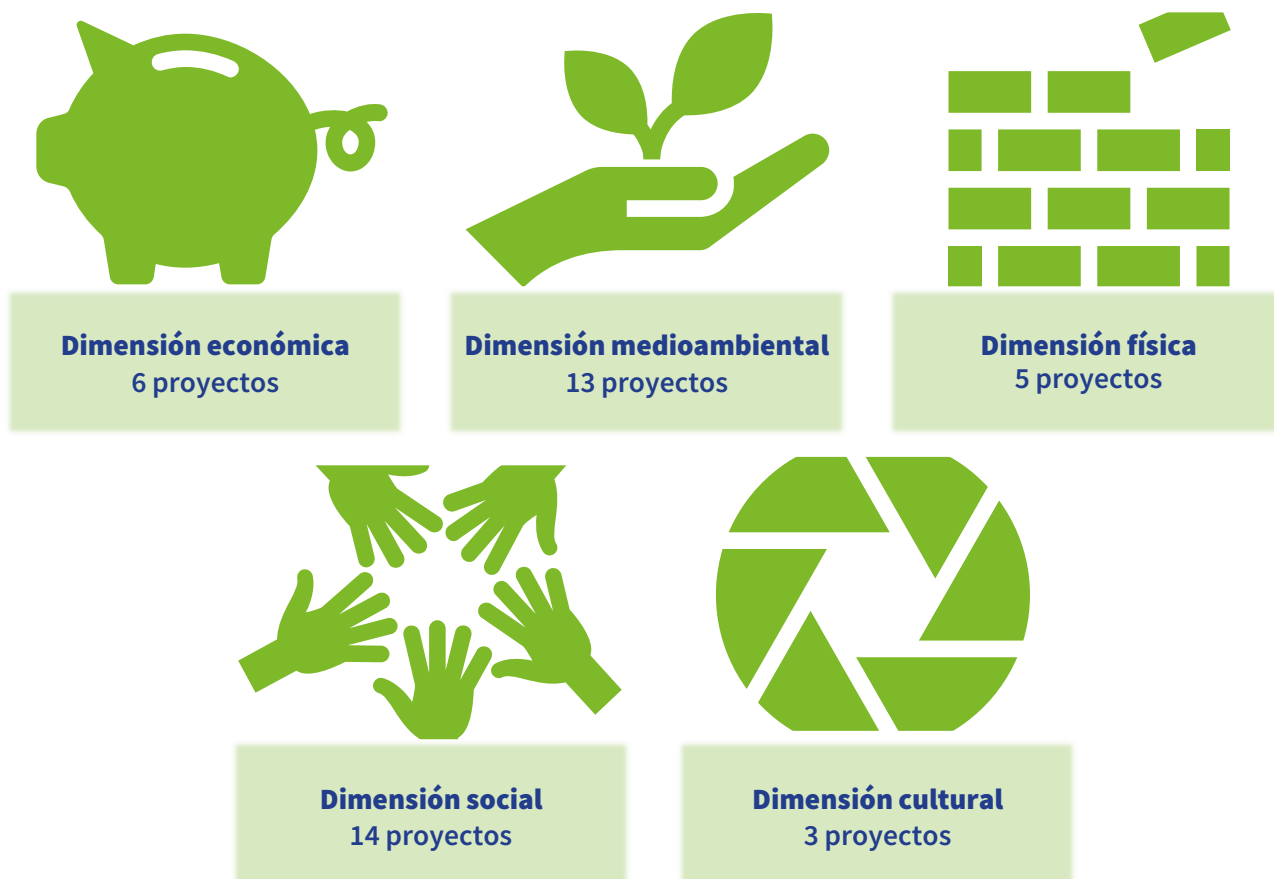 Dimensión económica
6 proyectos
Dimensión medioambiental
13 proyectos
Dimensión física
5 proyectos
Dimensión social
14 proyectos
Dimensión cultural
3 proyectos